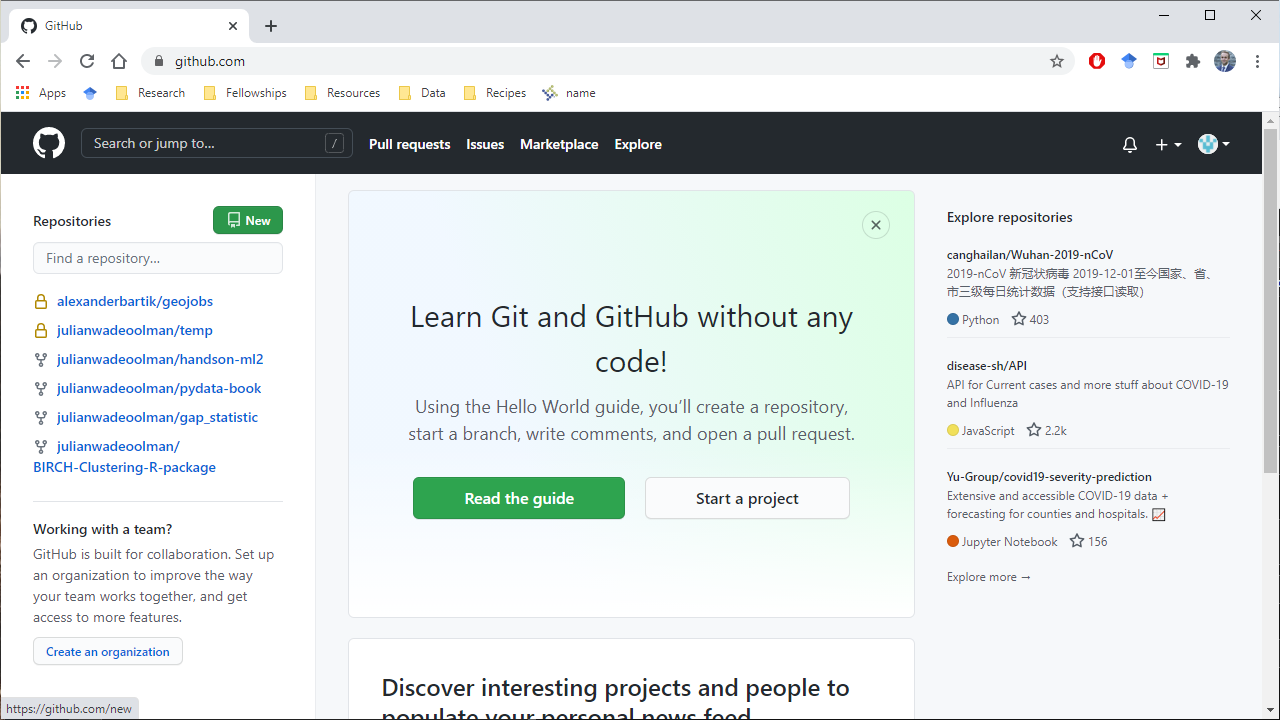 GitHub
github.com
Apps
Research
Fellowships
Resources
Data
Recipes
name
Search or jump to...
/
Pull requests
Issues
Marketplace
Explore
Repositories
New
Find a repository...
alexanderbartik/geojobs
julianwadeoolman/temp
julianwadeoolman/handson-ml2
julianwadeoolman/pydata-book
julianwadeoolman/gap_statistic
julianwadeoolman/
BIRCH-Clustering-R-package
Working with a team?
GitHub is built for collaboration. Set up
an organization to improve the way
your team works together, and get
access to more features.
Create an organization
https://github.com/new
Learn Git and GitHub without any
code!
Using the Hello World guide, you’ll create a repository,
start a branch, write comments, and open a pull request.
Read the guide
Start a project
Discover interesting projects and people to
populate your personal news feed
Explore repositories
canghailan/Wuhan-2019-nCoV
2019-nCoV 新冠状病毒 2019-12-01至今国家、省、
市三级每日统计数据（支持接口读取）
Python 403
disease-sh/API
API for Current cases and more stuff about COVID-19
and Influenza
JavaScript 2.2k
Yu-Group/covid19-severity-prediction
Extensive and accessible COVID-19 data +
forecasting for counties and hospitals. 📈
Jupyter Notebook 156
Explore more →